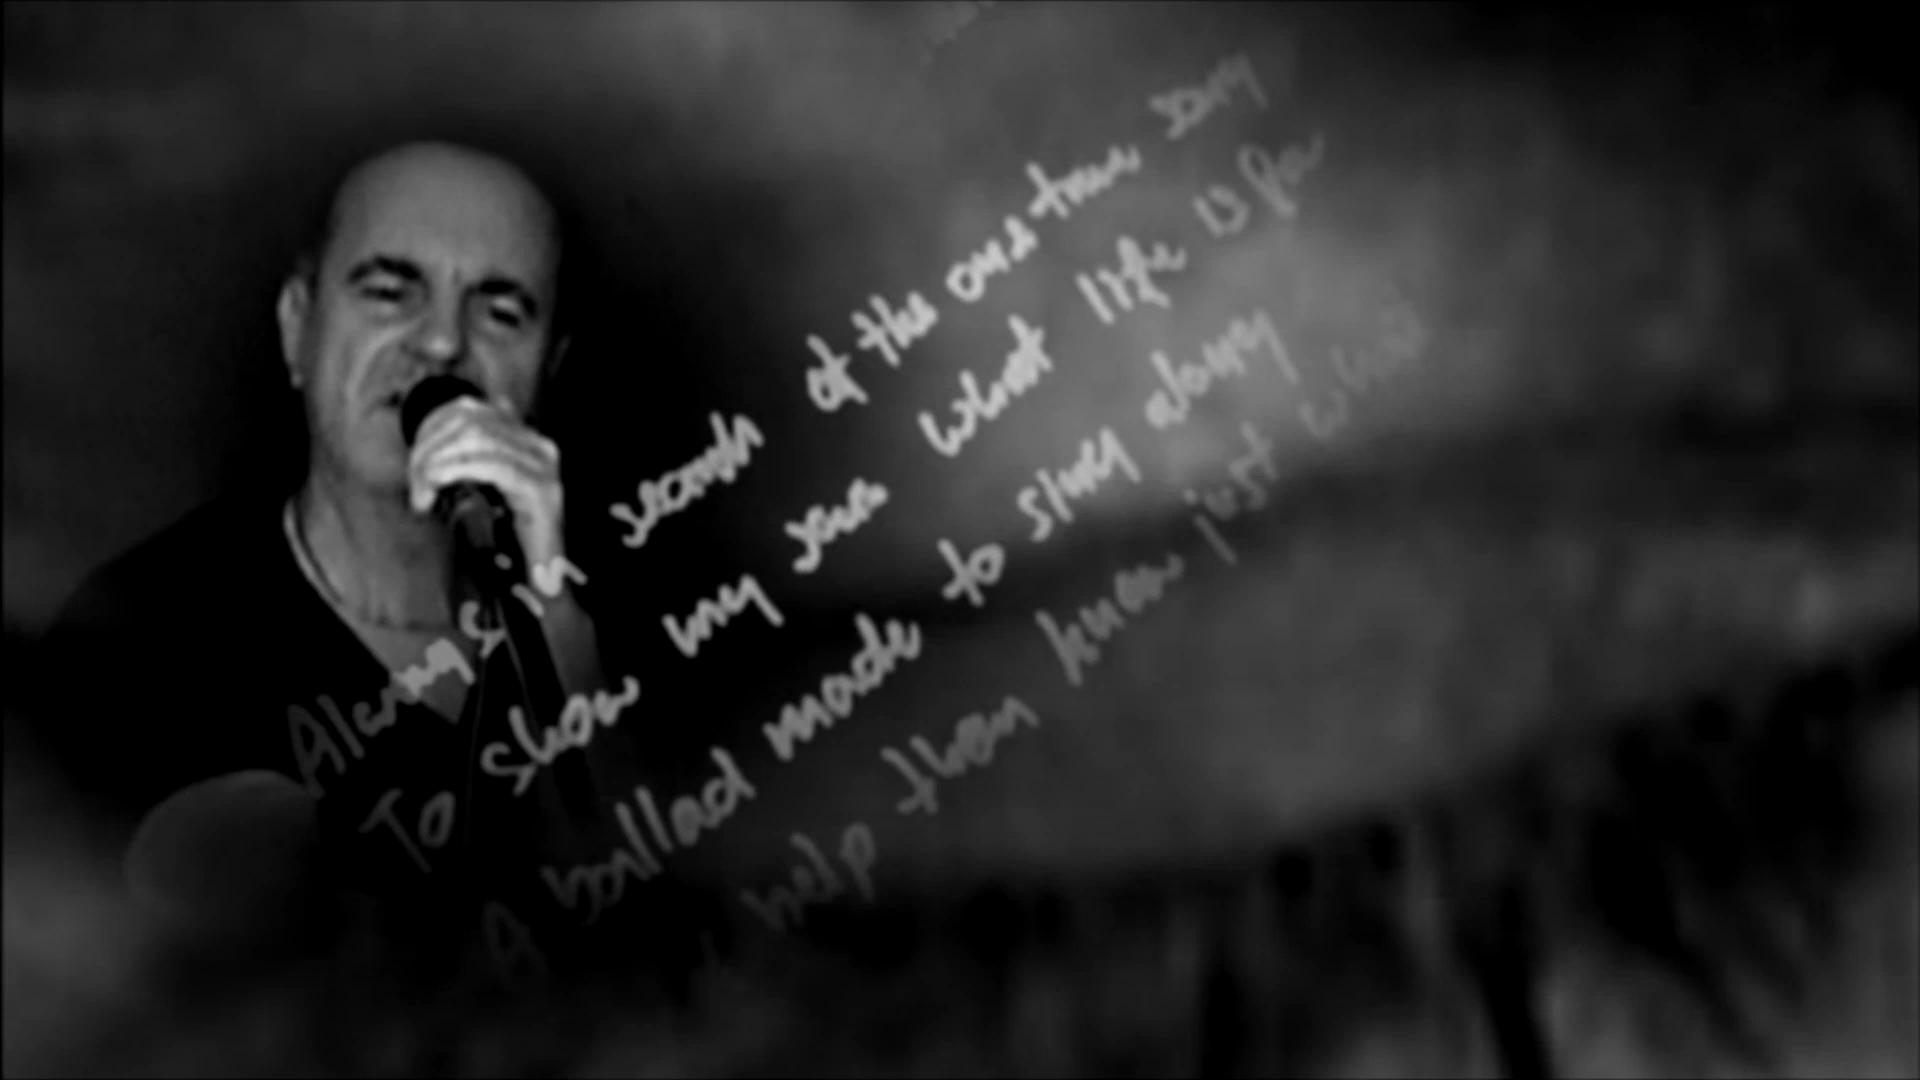 Always in search of the one true song
To show my sons what life is for
A ballad made to sing along
help them know just what